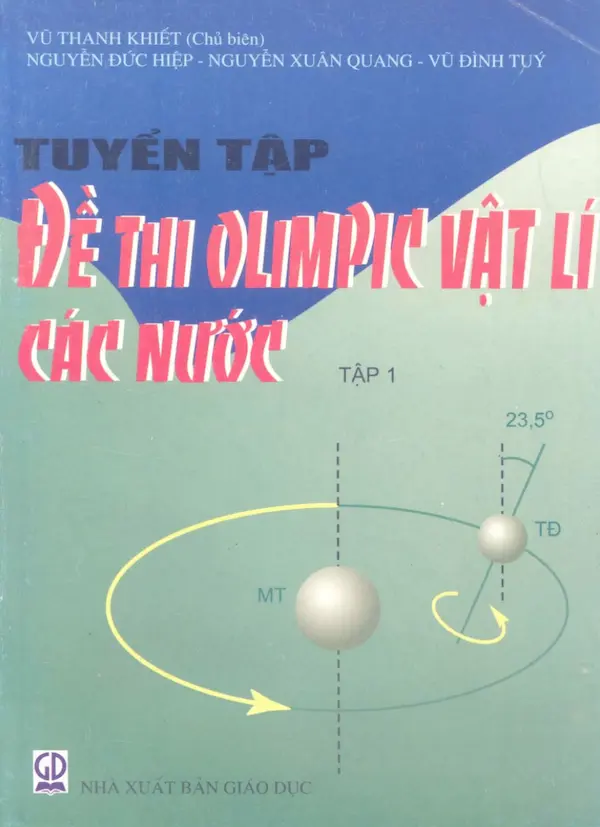 VŨ THANH KHIẾT (Chủ biên)
NGUYỄN ĐỨC HIỆP - NGUYỄN XUÂN QUANG - VŨ ĐÌNH TUÝ
TUYỂN TẬP
ĐỀ THI OLIMPIC VẬT LÍ
CÁC NƯỚC
TẬP 1
23,5º
TĐ
MT
GD
NHÀ XUẤT BẢN GIÁO DỤC